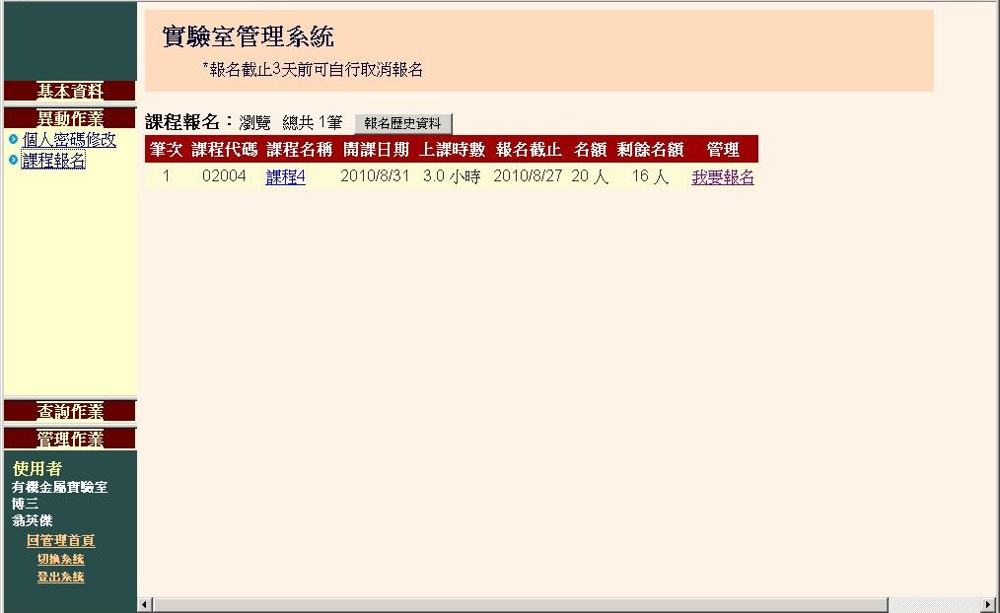 實驗室管理系統
*報名截止3天前可自行取消報名
基本資料
異動作業
個人密碼修改
課程報名
課程報名：瀏覽 總共 1筆 報名歷史資料
筆次 課程代碼 課程名稱 開課日期 上課時數 報名截止 名額 剩餘名額 管理
1 02004 課程4 2010/8/31 3.0 小時 2010/8/27 20 人 16 人 我要報名
查詢作業
管理作業
使用者
有機金屬實驗室
博三
翁英傑
回管理首頁
切換系統
登出系統